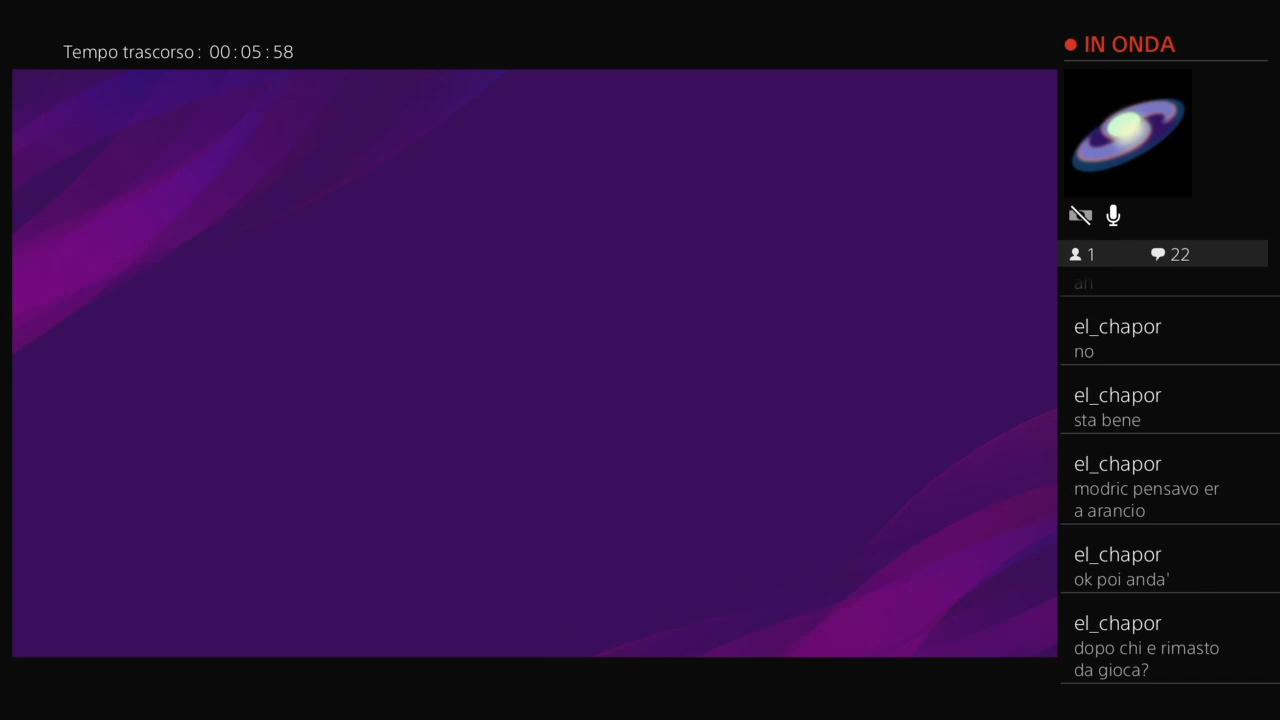 Tempo trascorso: 00:05:58
IN ONDA
1
22
ah
el_chapor
no
el_chapor
sta bene
el_chapor
modric pensavo er
a arancio
el_chapor
ok poi anda'
el_chapor
dopo chi e rimasto
da gioca?